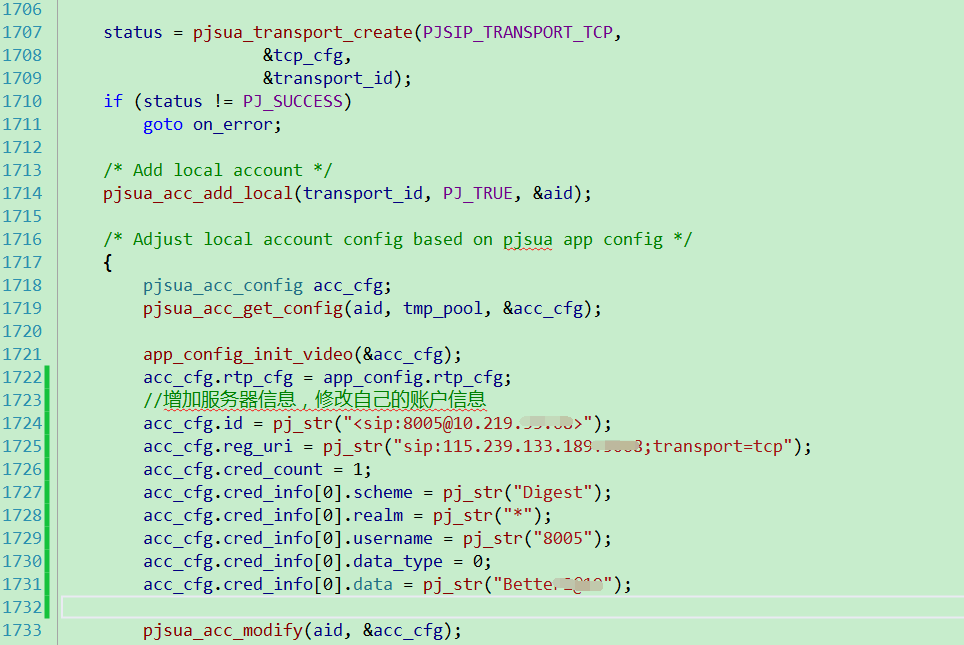 1706
1707 status = pjsua_transport_create(PJSIP_TRANSPORT_TCP,
1708 &tcp_cfg,
1709 &transport_id);
1710 if (status != PJ_SUCCESS)
1711 goto on_error;
1712
1713 /* Add local account */
1714 pjsua_acc_add_local(transport_id, PJ_TRUE, &aid);
1715
1716 /* Adjust local account config based on pjsua app config */
1717 {
1718 pjsua_acc_config acc_cfg;
1719 pjsua_acc_get_config(aid, tmp_pool, &acc_cfg);
1720
1721 app_config_init_video(&acc_cfg);
1722 acc_cfg.rtp_cfg = app_config.rtp_cfg;
1723 //增加服务器信息，修改自己的账户信息
1724 acc_cfg.id = pj_str("<sip:8005@10.219.>");
1725 acc_cfg.reg_uri = pj_str("sip:115.239.133.189;transport=tcp");
1726 acc_cfg.cred_count = 1;
1727 acc_cfg.cred_info[0].scheme = pj_str("Digest");
1728 acc_cfg.cred_info[0].realm = pj_str("*");
1729 acc_cfg.cred_info[0].username = pj_str("8005");
1730 acc_cfg.cred_info[0].data_type = 0;
1731 acc_cfg.cred_info[0].data = pj_str("Bette");
1732
1733 pjsua_acc_modify(aid, &acc_cfg);